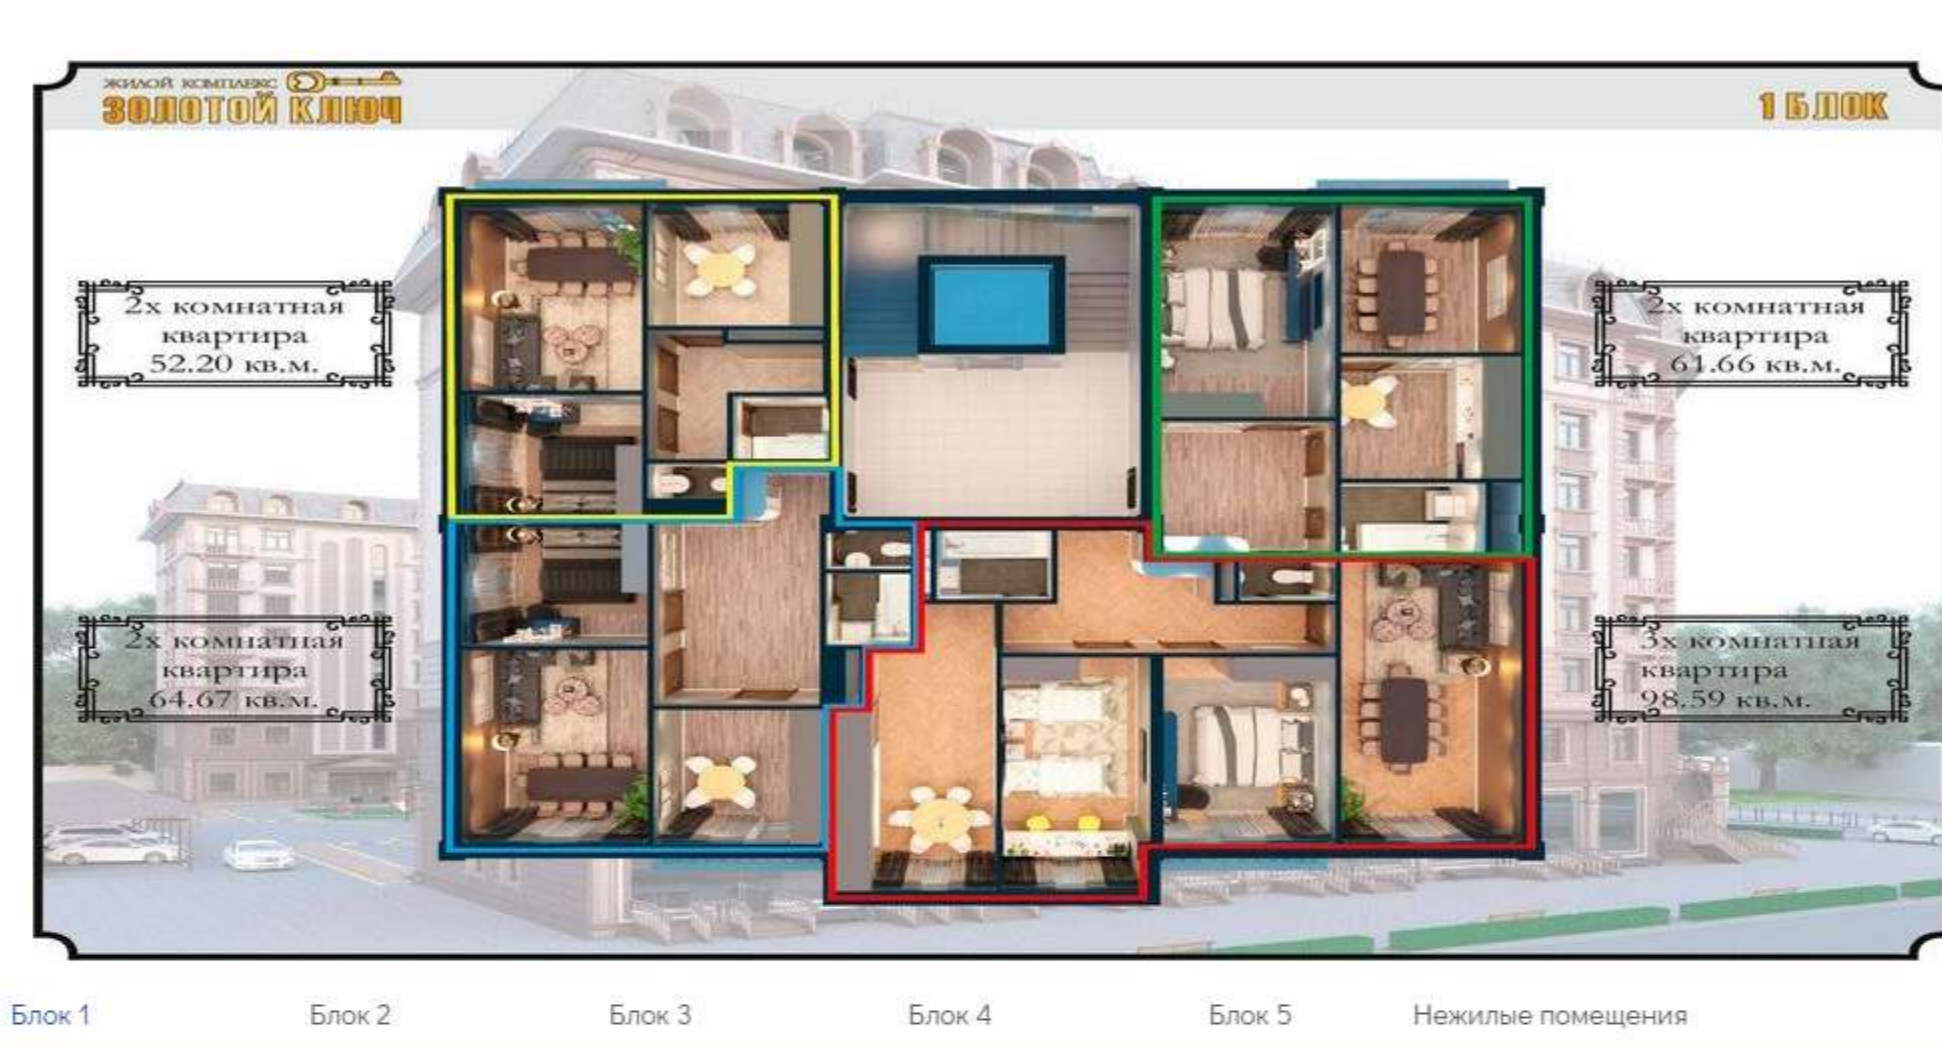 ЖИЛОЙ КОМПЛЕКС
ЗОЛОТОЙ КЛЮЧ
1 БЛОК
2х комнатная
квартира
52.20 кв.м.
2х комнатная
квартира
61.66 кв.м.
2х комнатная
квартира
64.67 кв.м.
3х комнатная
квартира
98.59 кв.м.
Блок 1
Блок 2
Блок 3
Блок 4
Блок 5
Нежилые помещения